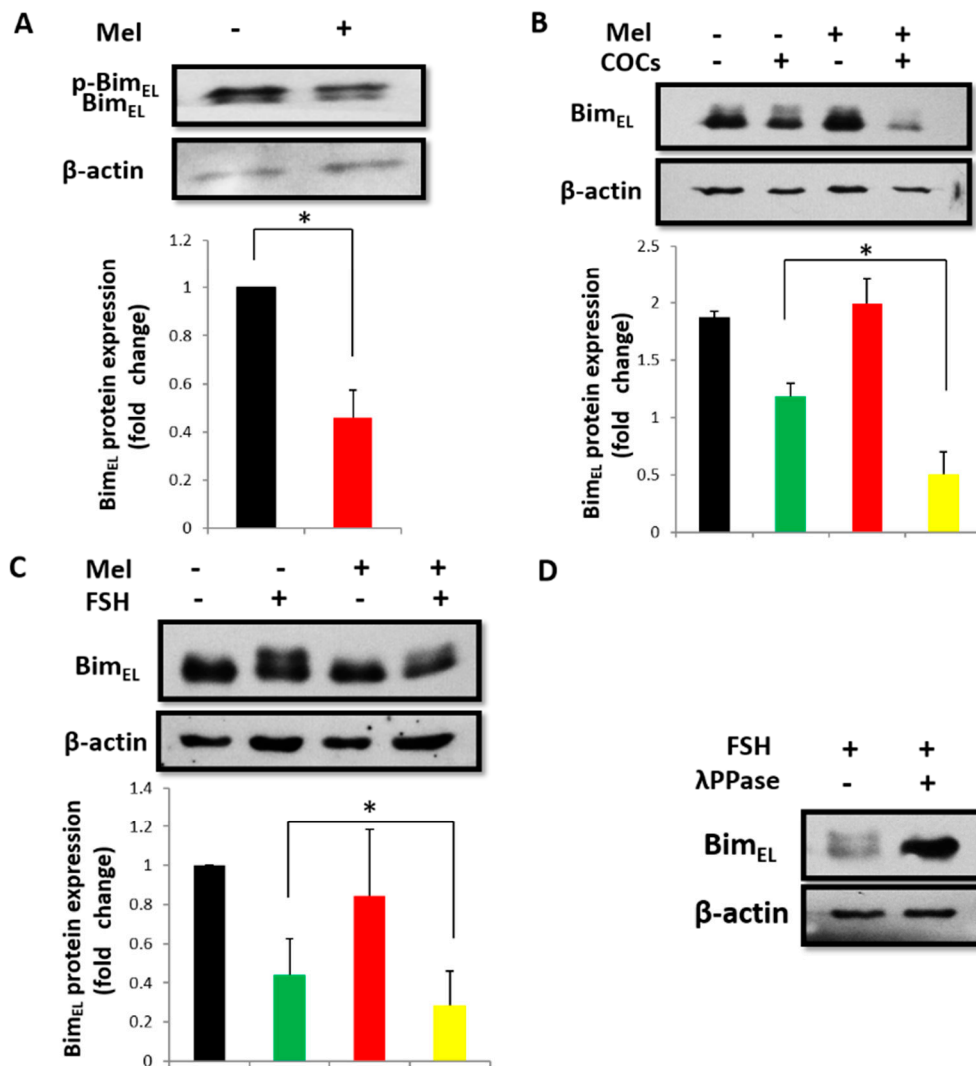 A
Mel - +
p-Bim_EL
Bim_EL
β-actin
*
1.2
1
0.8
0.6
0.4
0.2
0
Bim_EL protein expression
(fold change)
B
Mel - - + +
COCs - + - +
Bim_EL
β-actin
*
2.5
2
1.5
1
0.5
0
Bim_EL protein expression
(fold change)
C
Mel - - + +
FSH - + - +
Bim_EL
β-actin
*
1.4
1.2
1
0.8
0.6
0.4
0.2
0
Bim_EL protein expression
(fold change)
D
FSH + +
λPPase - +
Bim_EL
β-actin